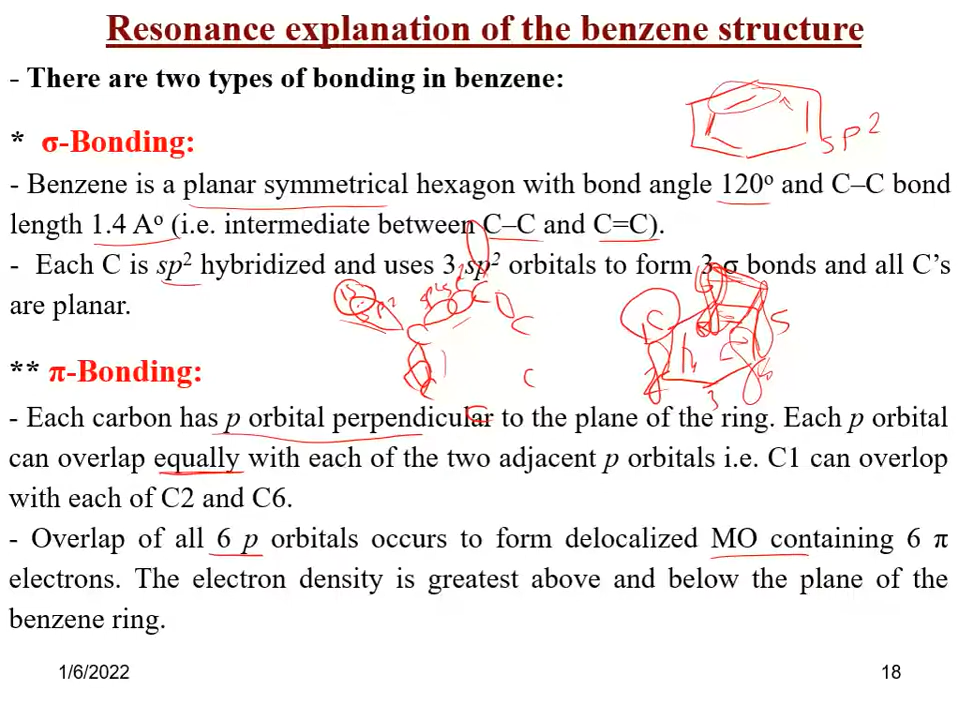 Resonance explanation of the benzene structure
- There are two types of bonding in benzene:
sp2
* σ-Bonding:
- Benzene is a planar symmetrical hexagon with bond angle 120º and C–C bond
length 1.4 Aº (i.e. intermediate between C–C and C=C).
- Each C is sp² hybridized and uses 3 sp² orbitals to form 3 σ bonds and all C’s
are planar.
** π-Bonding:
- Each carbon has p orbital perpendicular to the plane of the ring. Each p orbital
can overlap equally with each of the two adjacent p orbitals i.e. C1 can overlop
with each of C2 and C6.
- Overlap of all 6 p orbitals occurs to form delocalized MO containing 6 π
electrons. The electron density is greatest above and below the plane of the
benzene ring.
1/6/2022
18